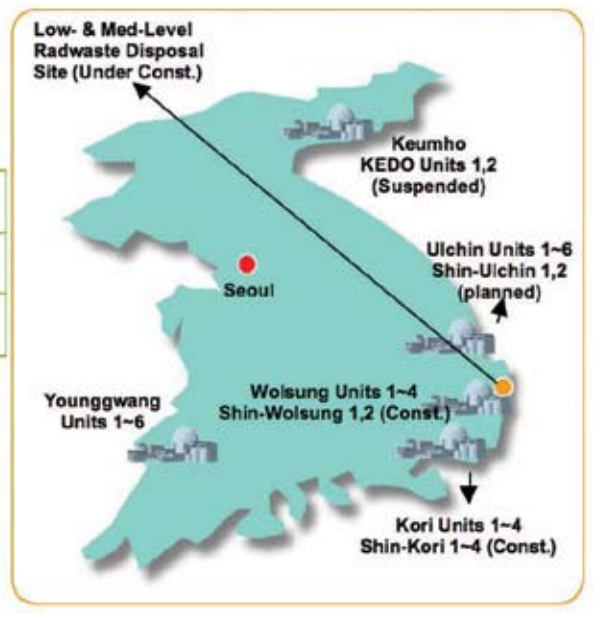 Low- & Med-Level
Radwaste Disposal
Site (Under Const.)
Keumho
KEDO Units 1,2
(Suspended)
Ulchin Units 1~6
Shin-Ulchin 1,2
(planned)
Seoul
Younggwang
Units 1~6
Wolsung Units 1~4
Shin-Wolsung 1,2 (Const.)
Kori Units 1~4
Shin-Kori 1~4 (Const.)